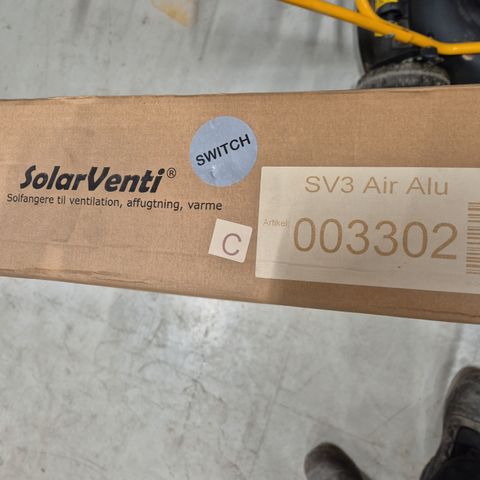 SolarVenti®
Solfangere til ventilation, affugtning, varme
SWITCH
C
SV3 Air Alu
Artikel:
003302